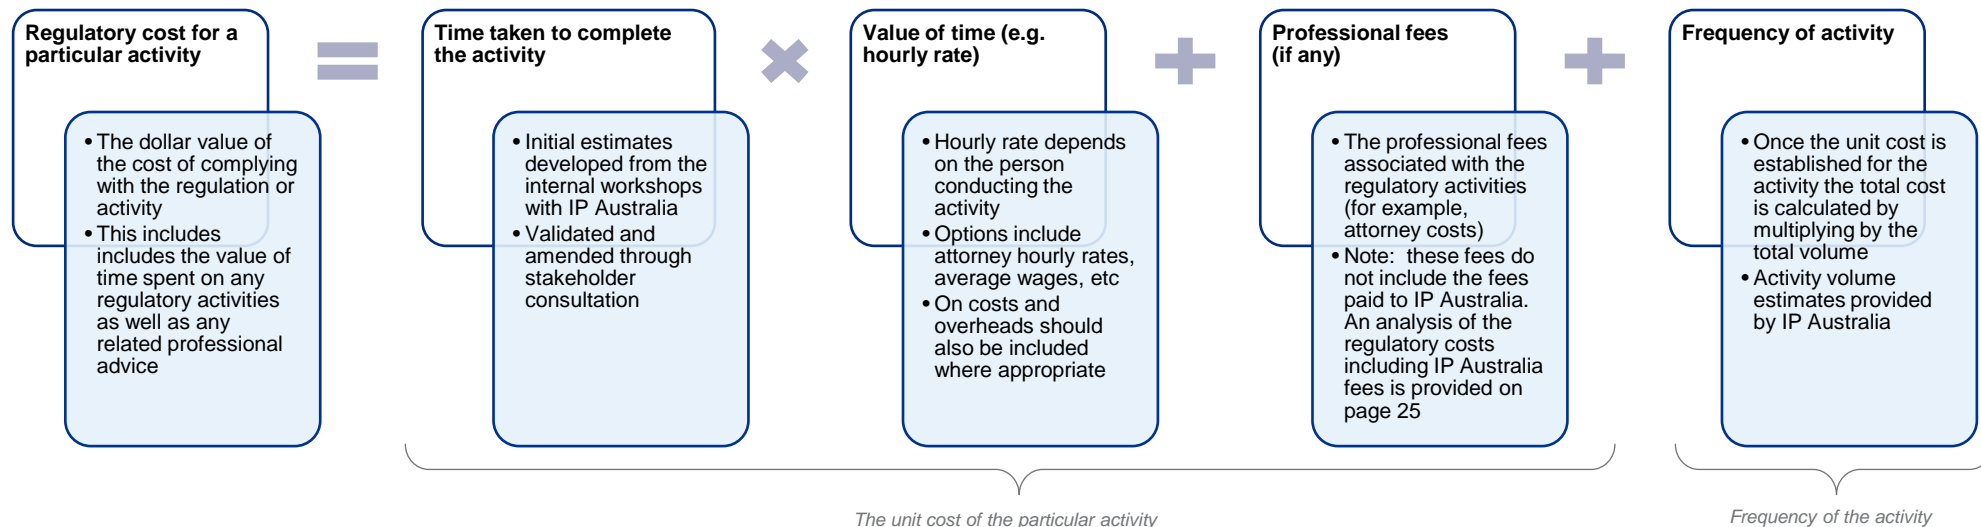 Regulatory cost for a
particular activity
• The dollar value of
the cost of complying
with the regulation or
activity
• This includes
includes the value of
time spent on any
regulatory activities
as well as any
related professional
advice
Time taken to complete
the activity
• Initial estimates
developed from the
internal workshops
with IP Australia
• Validated and
amended through
stakeholder
consultation
Value of time (e.g.
hourly rate)
• Hourly rate depends
on the person
conducting the
activity
• Options include
attorney hourly rates,
average wages, etc
• On costs and
overheads should
also be included
where appropriate
Professional fees
(if any)
• The professional fees
associated with the
regulatory activities
(for example,
attorney costs)
• Note: these fees do
not include the fees
paid to IP Australia.
An analysis of the
regulatory costs
including IP Australia
fees is provided on
page 25
Frequency of activity
• Once the unit cost is
established for the
activity the total cost
is calculated by
multiplying by the
total volume
• Activity volume
estimates provided
by IP Australia
The unit cost of the particular activity
Frequency of the activity